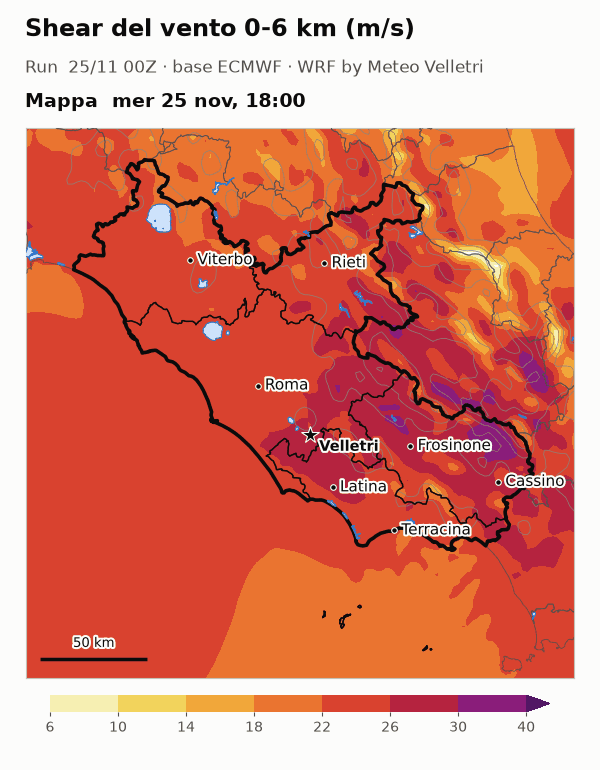 Shear del vento 0-6 km (m/s)
Run  25/11 00Z · base ECMWF · WRF by Meteo Velletri
Mappa  mer 25 nov, 18:00
Viterbo
Rieti
Roma
Velletri
Frosinone
Latina
Cassino
Terracina
50 km
6 10 14 18 22 26 30 40